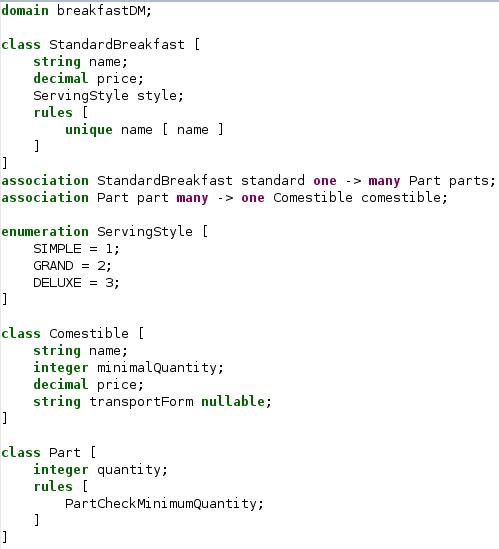 domain breakfastDM;
class StandardBreakfast [
string name;
decimal price;
ServingStyle style;
rules [
unique name [ name ]
]
]
association StandardBreakfast standard one -> many Part parts;
association Part part many -> one Comestible comestible;
enumeration ServingStyle [
SIMPLE = 1;
GRAND = 2;
DELUXE = 3;
]
class Comestible [
string name;
integer minimalQuantity;
decimal price;
string transportForm nullable;
]
class Part [
integer quantity;
rules [
PartCheckMinimumQuantity;
]
]